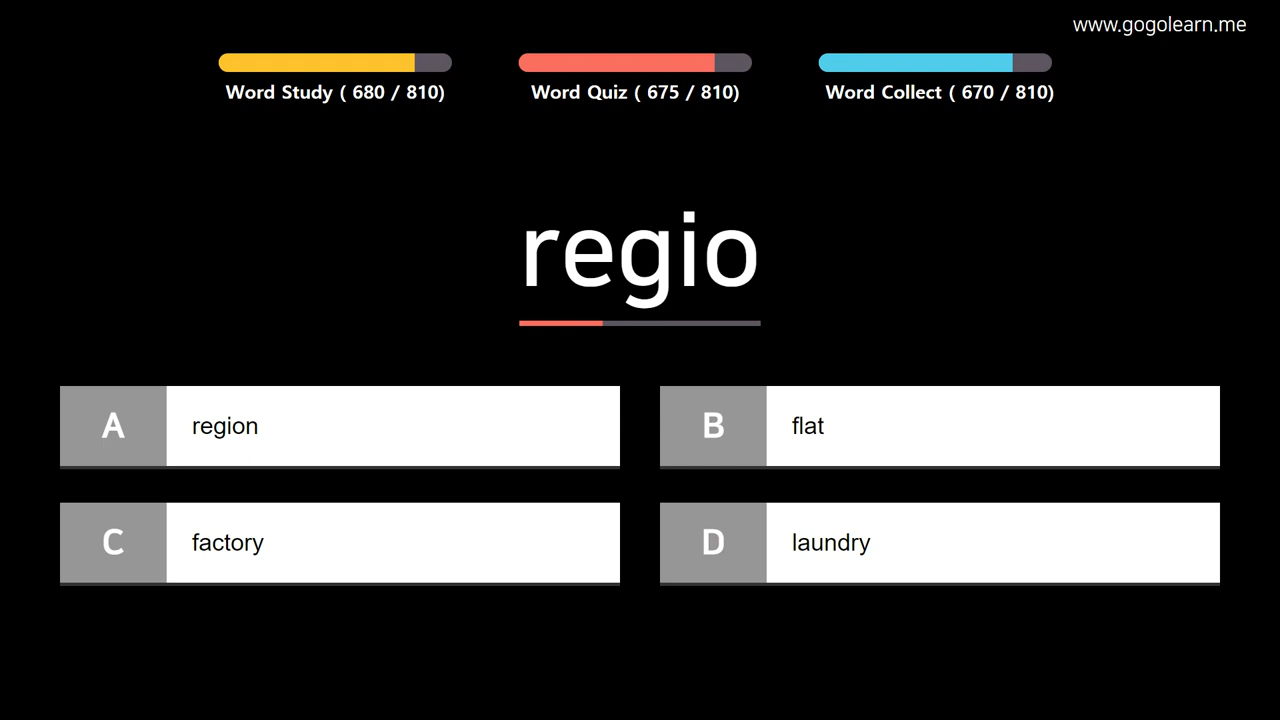 www.gogolearn.me
Word Study ( 680 / 810)
Word Quiz ( 675 / 810)
Word Collect ( 670 / 810)
regio
A region
B flat
C factory
D laundry